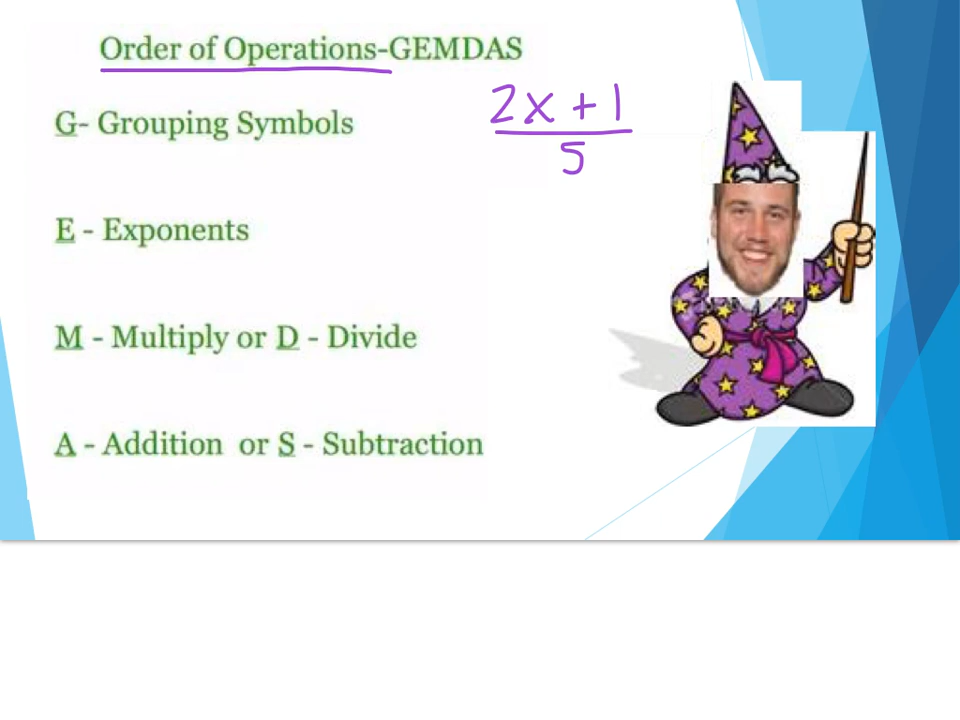 Order of Operations-GEMDAS
G- Grouping Symbols
2x + 1
5
E - Exponents
M - Multiply or D - Divide
A - Addition or S - Subtraction